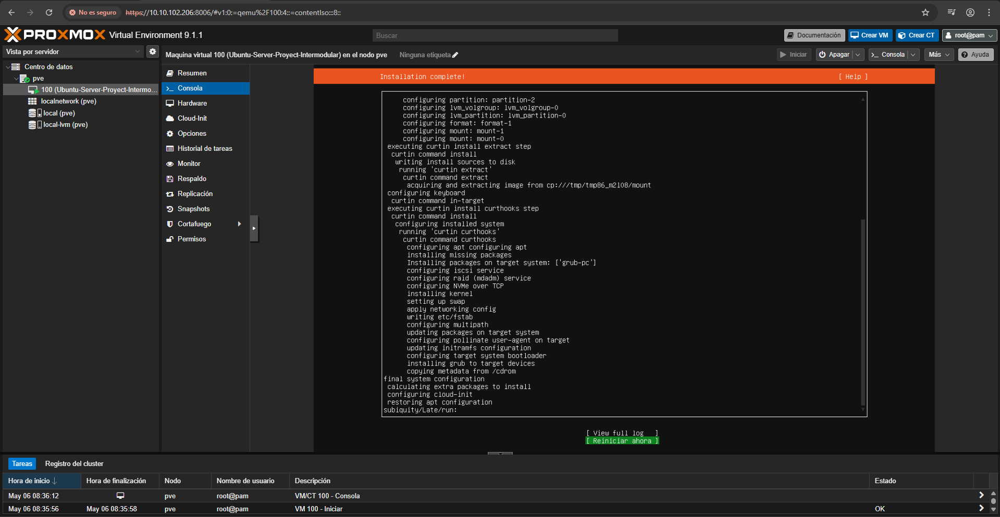 No es seguro
https://10.10.102.206:8006/#v1:0:=qemu%2F100:4::=contentIso:::8::
PROXMOX Virtual Environment 9.1.1
Buscar
Documentación
Crear VM
Crear CT
root@pam
Vista por servidor
Maquina virtual 100 (Ubuntu-Server-Proyect-Intermodular) en el nodo pve
Ninguna etiqueta
Iniciar
Apagar
Consola
Más
Ayuda
Centro de datos
pve
100 (Ubuntu-Server-Proyect-Intermo...
localnetwork (pve)
local (pve)
local-lvm (pve)
Resumen
Consola
Hardware
Cloud-Init
Opciones
Historial de tareas
Monitor
Respaldo
Replicación
Snapshots
Cortafuego
Permisos
Installation complete! [ Help ]
configuring partition: partition-2
configuring lvm_volgroup: lvm_volgroup-0
configuring lvm_partition: lvm_partition-0
configuring format: format-1
configuring mount: mount-1
configuring mount: mount-0
executing curtin install extract step
curtin command install
writing install sources to disk
running 'curtin extract'
curtin command extract
acquiring and extracting image from cp:///tmp/tmp86_m2l08/mount
configuring keyboard
curtin command in-target
executing curtin install curthooks step
curtin command install
configuring installed system
running 'curtin curthooks'
curtin command curthooks
configuring apt configuring apt
installing missing packages
Installing packages on target system: ['grub-pc']
configuring iscsi service
configuring raid (mdadm) service
configuring NVMe over TCP
installing kernel
setting up swap
apply networking config
writing etc/fstab
configuring multipath
updating packages on target system
configuring pollinate user-agent on target
updating initramfs configuration
configuring target system bootloader
installing grub to target devices
copying metadata from /cdrom
final system configuration
calculating extra packages to install
configuring cloud-init
restoring apt configuration
subiquity/Late/run:
[ View full log ]
[ Reiniciar ahora ]
Tareas
Registro del cluster
Hora de inicio Hora de finalización Nodo Nombre de usuario Descripción Estado
May 06 08:36:12 pve root@pam VM/CT 100 - Consola
May 06 08:35:56 May 06 08:35:58 pve root@pam VM 100 - Iniciar OK